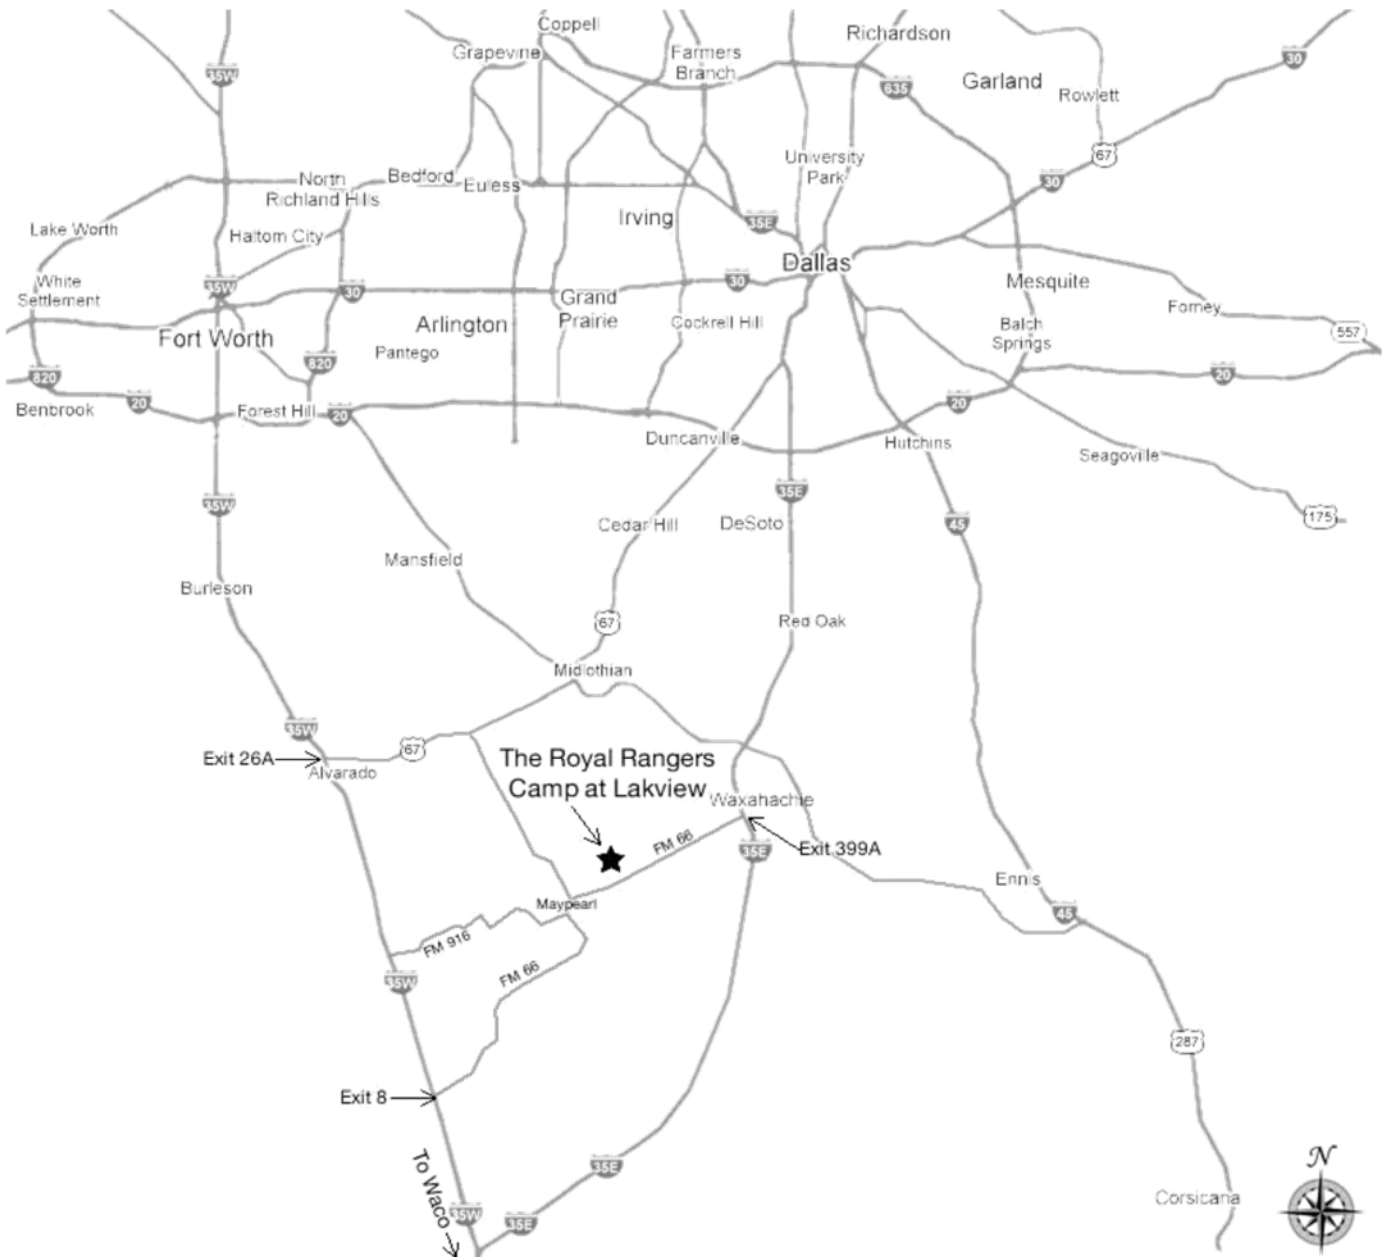 Coppell
Grapevine
Farmers
Branch
Richardson
35W
635
Garland
Rowlett
30
67
University
Park
30
North
Richland Hills
Bedford
Euless
Irving
35E
Lake Worth
Haltom City
Dallas
White
Settlement
35W
30
30
Grand
Prairie
Mesquite
Forney
Fort Worth
Arlington
Cockrell Hill
Balch
Springs
557
Pantego
820
820
20
20
Benbrook
20
Forest Hill
20
Duncanville
Hutchins
Seagoville
35W
35E
Cedar Hill
DeSoto
45
175
Mansfield
Burleson
67
Red Oak
Midlothian
35W
Exit 26A
Alvarado
67
The Royal Rangers
Camp at Lakview
Waxahachie
FM 66
35E
Exit 399A
Ennis
Maypearl
45
FM 916
FM 66
35W
287
Exit 8
To Waco
35E
35W
35E
N
Corsicana